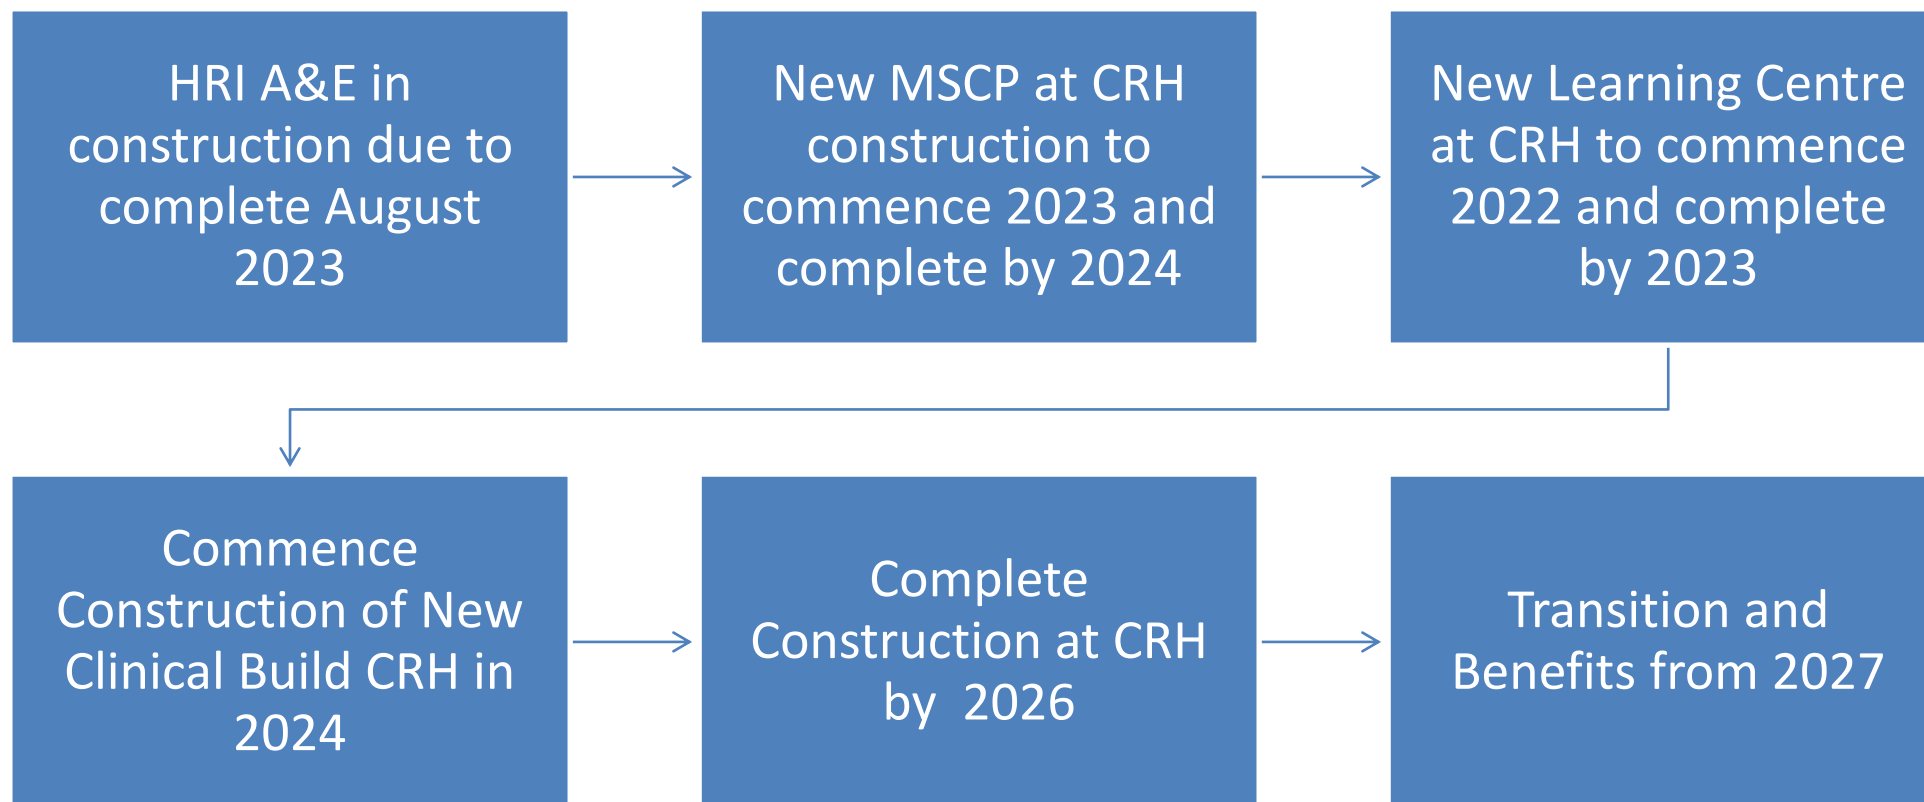 HRI A&E in
construction due to
complete August
2023
New MSCP at CRH
construction to
commence 2023 and
complete by 2024
New Learning Centre
at CRH to commence
2022 and complete
by 2023
Commence
Construction of New
Clinical Build CRH in
2024
Complete
Construction at CRH
by  2026
Transition and
Benefits from 2027